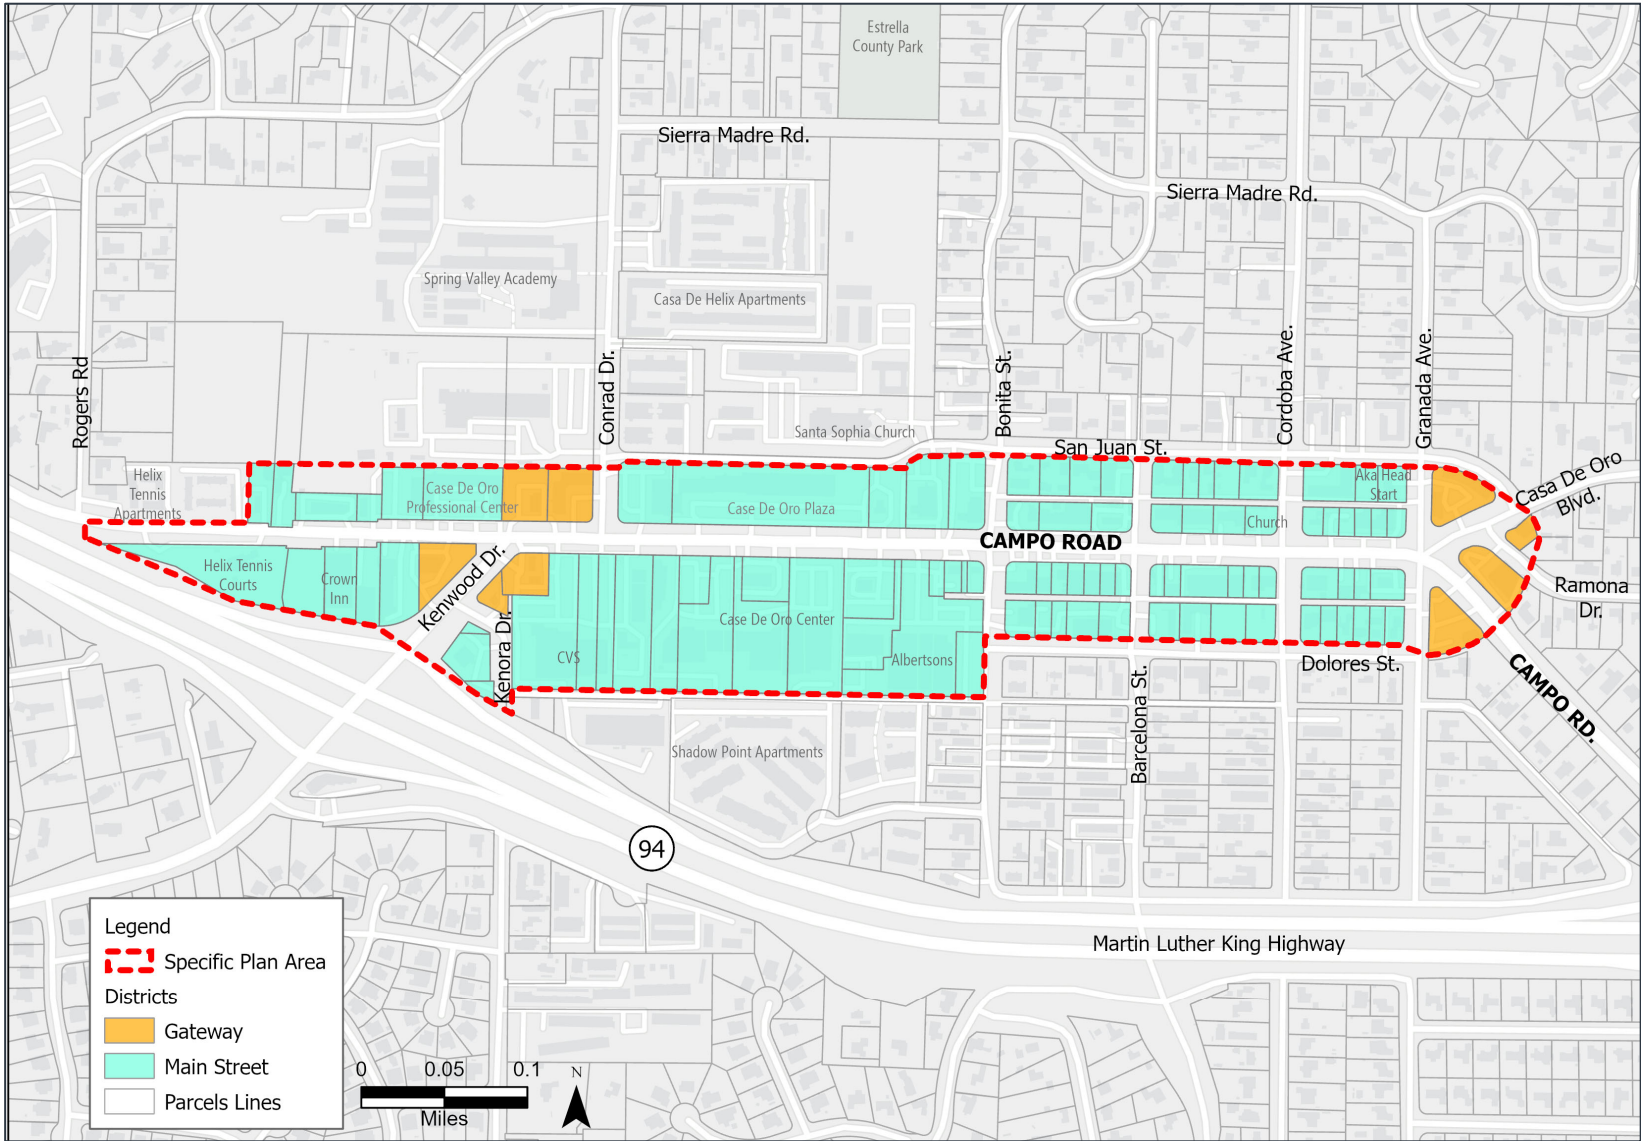 Estrella
County Park
Sierra Madre Rd.
Sierra Madre Rd.
Spring Valley Academy
Casa De Helix Apartments
Rogers Rd
Conrad Dr.
Bonita St.
Cordoba Ave.
Granada Ave.
Santa Sophia Church
San Juan St.
Helix
Tennis
Apartments
Case De Oro
Professional Center
Case De Oro Plaza
Aka Head
Start
Church
Casa De Oro
Blvd.
CAMPO ROAD
Helix Tennis
Courts
Crown
Inn
Kenwood Dr.
Kenora Dr.
CVS
Case De Oro Center
Albertsons
Ramona
Dr.
Dolores St.
CAMPO RD.
Barcelona St.
Shadow Point Apartments
94
Martin Luther King Highway
Legend
Specific Plan Area
Districts
Gateway
Main Street
Parcels Lines
0 0.05 0.1
Miles
N